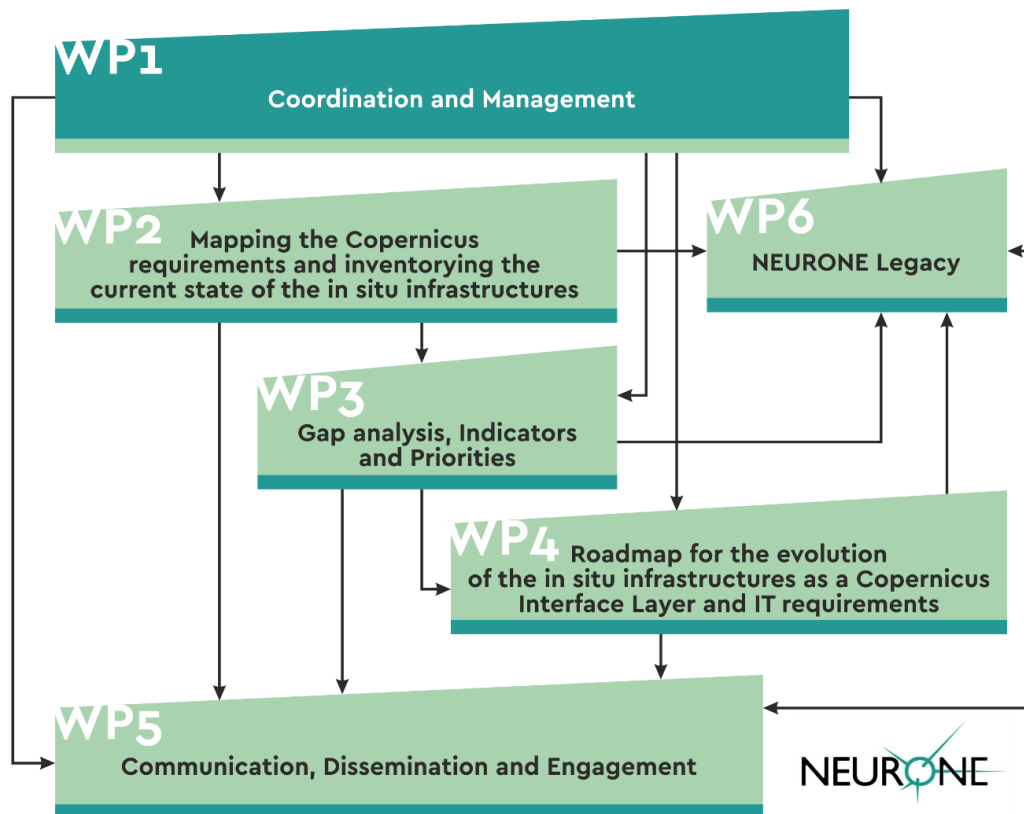 WP1
Coordination and Management
WP2
Mapping the Copernicus
requirements and inventorying the
current state of the in situ infrastructures
WP6
NEURONE Legacy
WP3
Gap analysis, Indicators
and Priorities
WP4
Roadmap for the evolution
of the in situ infrastructures as a Copernicus
Interface Layer and IT requirements
WP5
Communication, Dissemination and Engagement
NEURONE